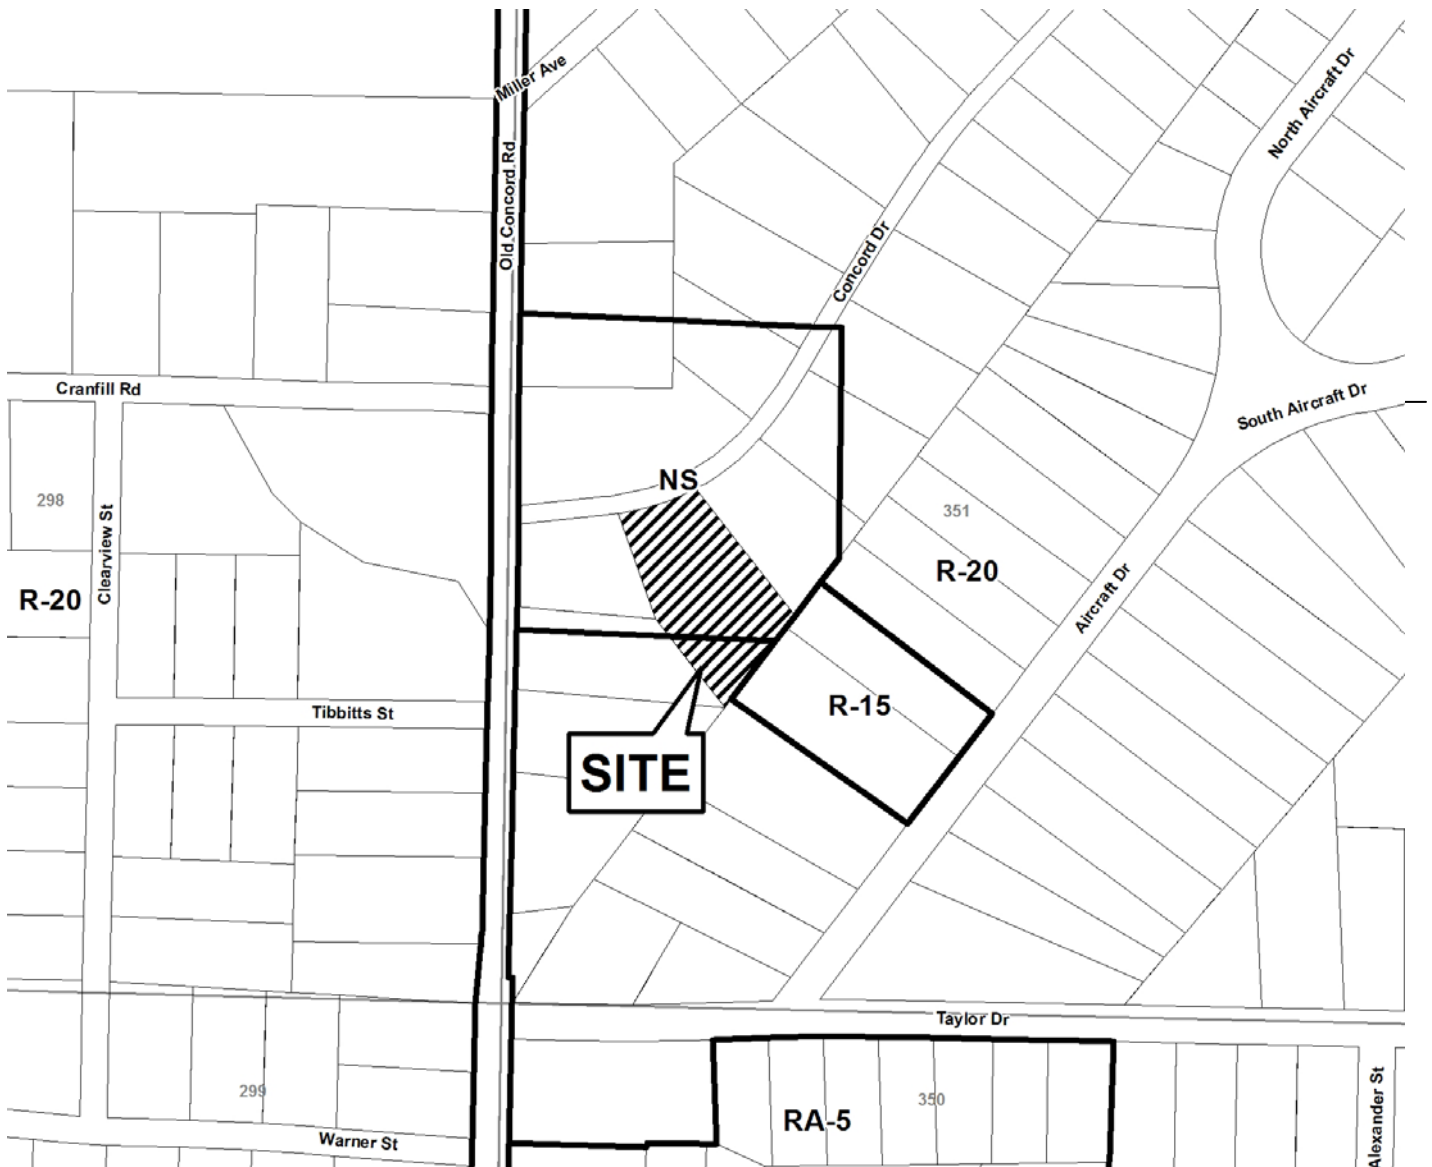 Miller Ave
North Aircraft Dr
Old Concord Rd
Concord Dr
Cranfill Rd
South Aircraft Dr
NS
298
351
Clearview St
R-20
R-20
Aircraft Dr
R-15
Tibbitts St
SITE
Taylor Dr
299
350
RA-5
Alexander St
Warner St